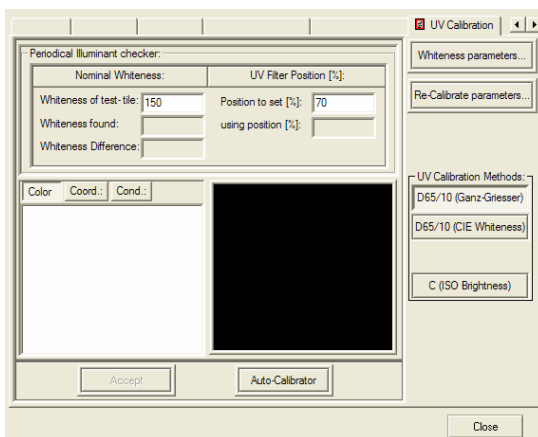 UV Calibration
Periodical Illuminant checker:
Nominal Whiteness: UV Filter Position [%]:
Whiteness of test-tile: 150 Position to set [%]: 70
Whiteness found: using position [%]:
Whiteness Difference:
Whiteness parameters...
Re-Calibrate parameters...
UV Calibration Methods:
D65/10 (Ganz-Griesser)
D65/10 (CIE Whiteness)
C (ISO Brightness)
Color Coord.: Cond.:
Accept Auto-Calibrator
Close